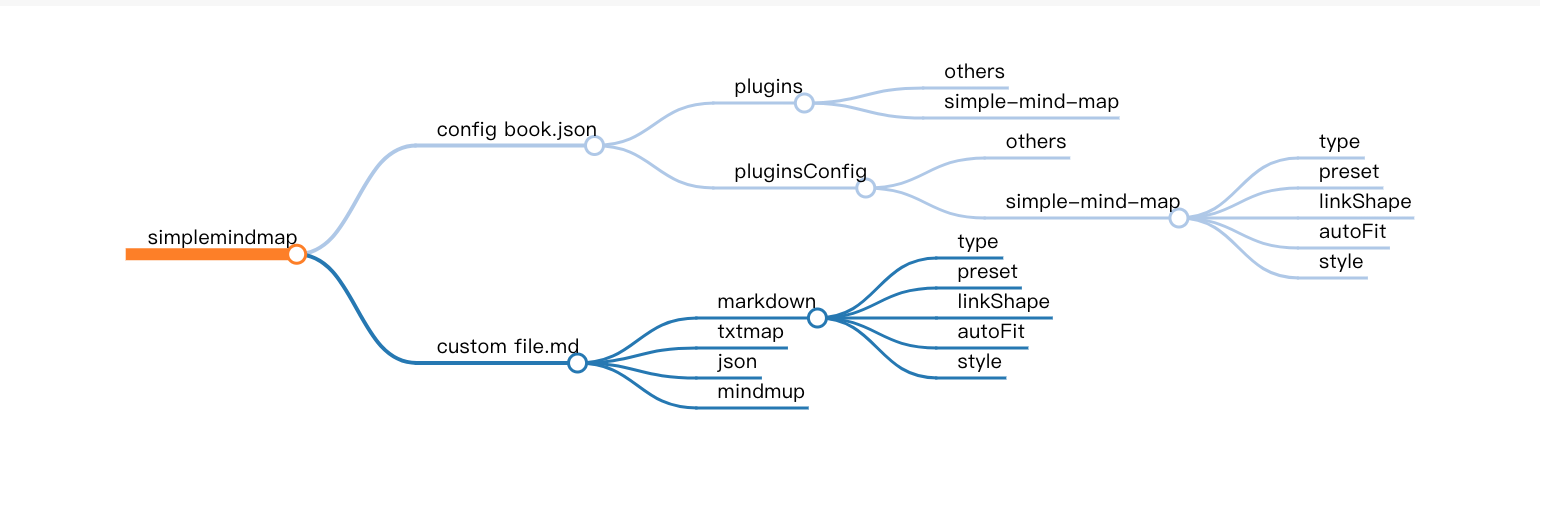 simplemindmap
config book.json
plugins
others
simple-mind-map
pluginsConfig
others
simple-mind-map
type
preset
linkShape
autoFit
style
custom file.md
markdown
type
preset
linkShape
autoFit
style
txtmap
json
mindmup